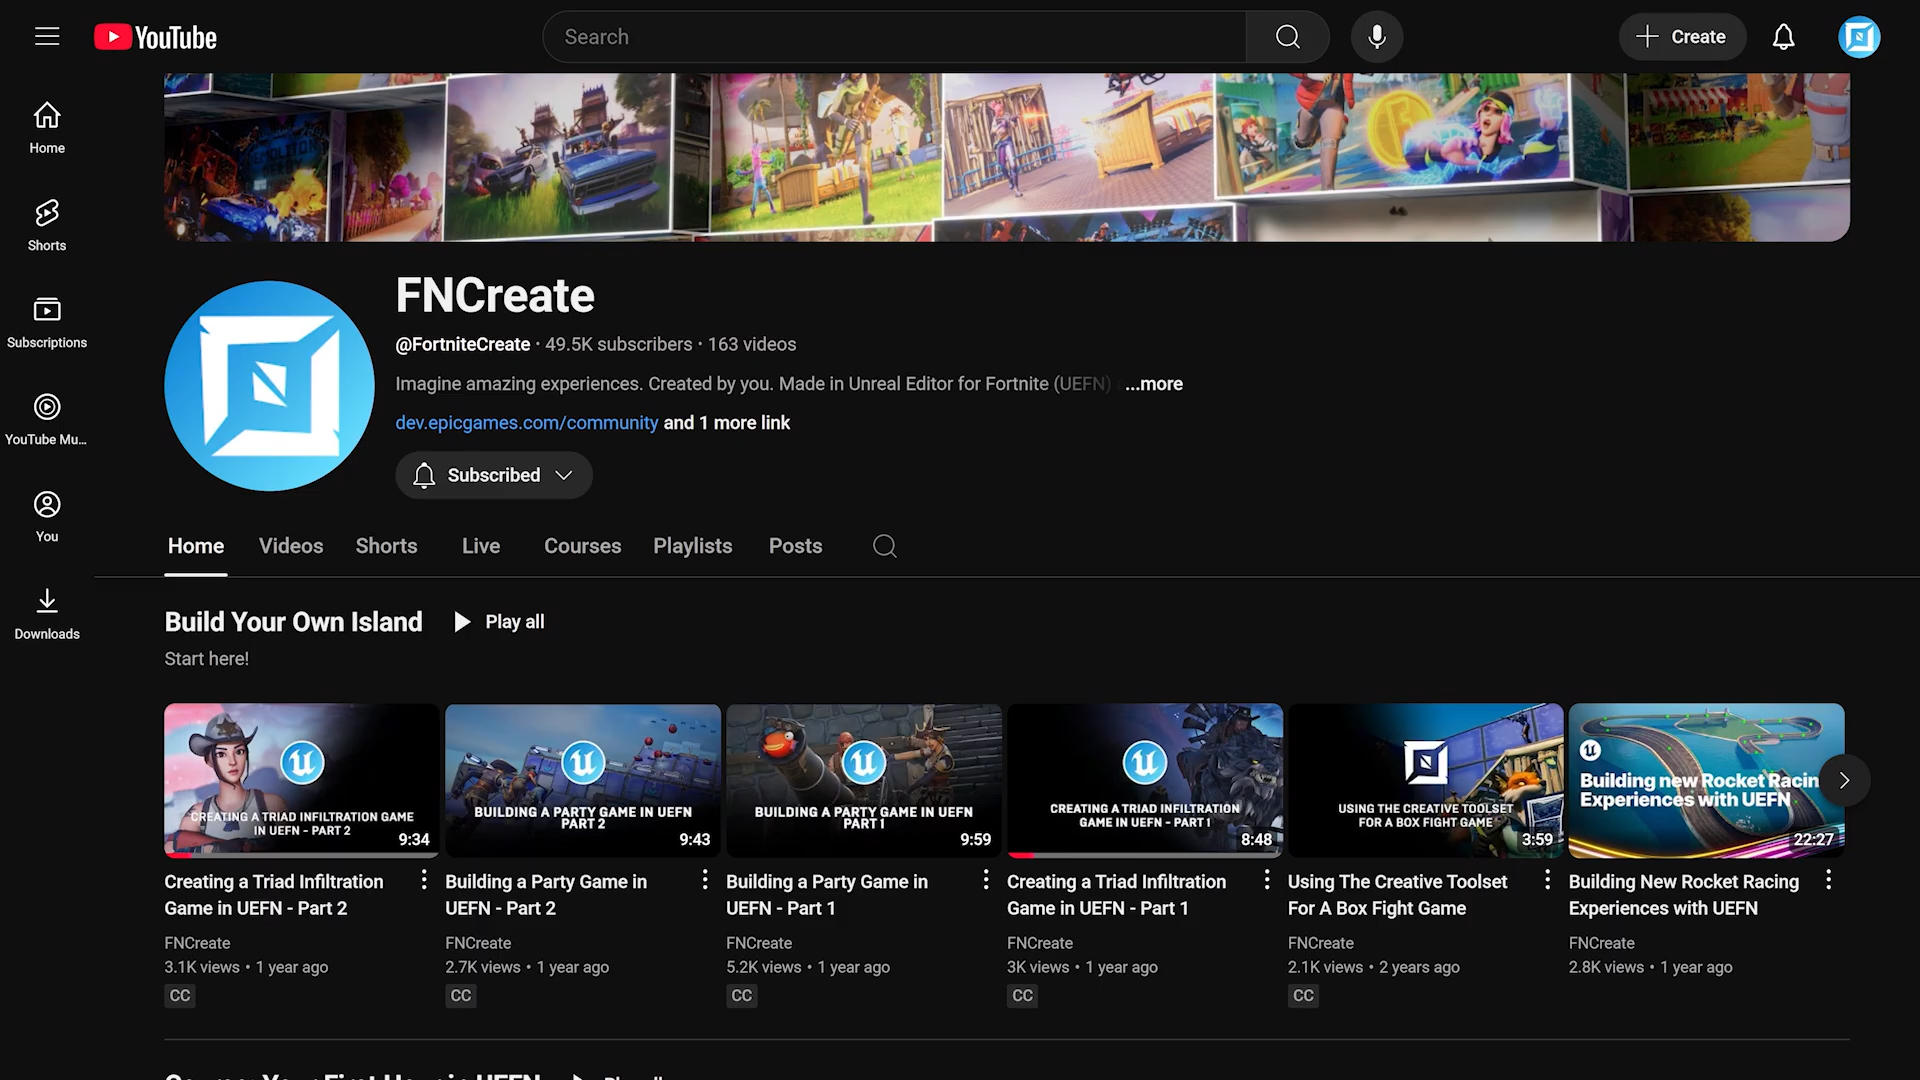 YouTube
Search
Create
Home
Shorts
Subscriptions
YouTube Mu...
You
Downloads
FNCreate
@FortniteCreate · 49.5K subscribers · 163 videos
Imagine amazing experiences. Created by you. Made in Unreal Editor for Fortnite (UEFN) ...more
dev.epicgames.com/community and 1 more link
Subscribed
Home Videos Shorts Live Courses Playlists Posts
Build Your Own Island Play all
Start here!
CREATING A TRIAD INFILTRATION GAME
IN UEFN - PART 2
9:34
Creating a Triad Infiltration
Game in UEFN - Part 2
FNCreate
3.1K views • 1 year ago
CC
BUILDING A PARTY GAME IN UEFN
PART 2
9:43
Building a Party Game in
UEFN - Part 2
FNCreate
2.7K views • 1 year ago
CC
BUILDING A PARTY GAME IN UEFN
PART 1
9:59
Building a Party Game in
UEFN - Part 1
FNCreate
5.2K views • 1 year ago
CC
CREATING A TRIAD INFILTRATION
GAME IN UEFN - PART 1
8:48
Creating a Triad Infiltration
Game in UEFN - Part 1
FNCreate
3K views • 1 year ago
CC
USING THE CREATIVE TOOLSET
FOR A BOX FIGHT GAME
3:59
Using The Creative Toolset
For A Box Fight Game
FNCreate
2.1K views • 2 years ago
CC
Building new Rocket Racin
Experiences with UEFN
22:27
Building New Rocket Racing
Experiences with UEFN
FNCreate
2.8K views • 1 year ago